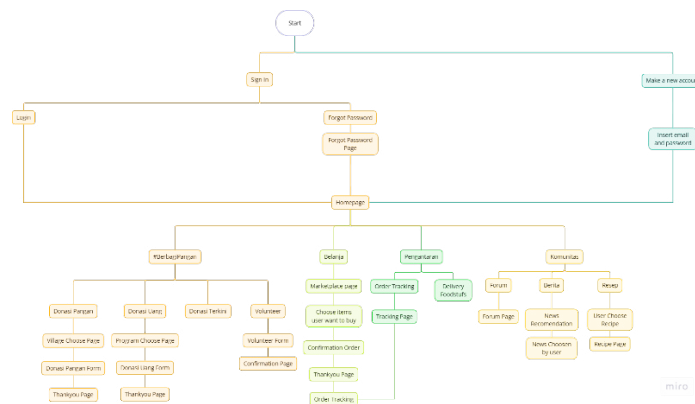 Start
Sign In
Make a new accou
Login
Forgot Password
Forgot Password
Page
Insert email
and password
Homepage
#BerbagiPangan
Belanja
Pengantaran
Komunitas
Marketplace page
Order Tracking
Delivery
Foodstufs
Forum
Berita
Resep
Donasi Pangan
Donasi Uang
Donasi Terkini
Volunteer
Choose items
user want to buy
Tracking Page
Forum Page
News
Recomendation
User Choose
Recipe
Village Choose Page
Program Choose Page
Volunteer Form
Confirmation Order
News Choosen
by user
Recipe Page
Donasi Pangan Form
Donasi Uang Form
Confirmation Page
Thankyou Page
Thankyou Page
Thankyou Page
Order Tracking
miro